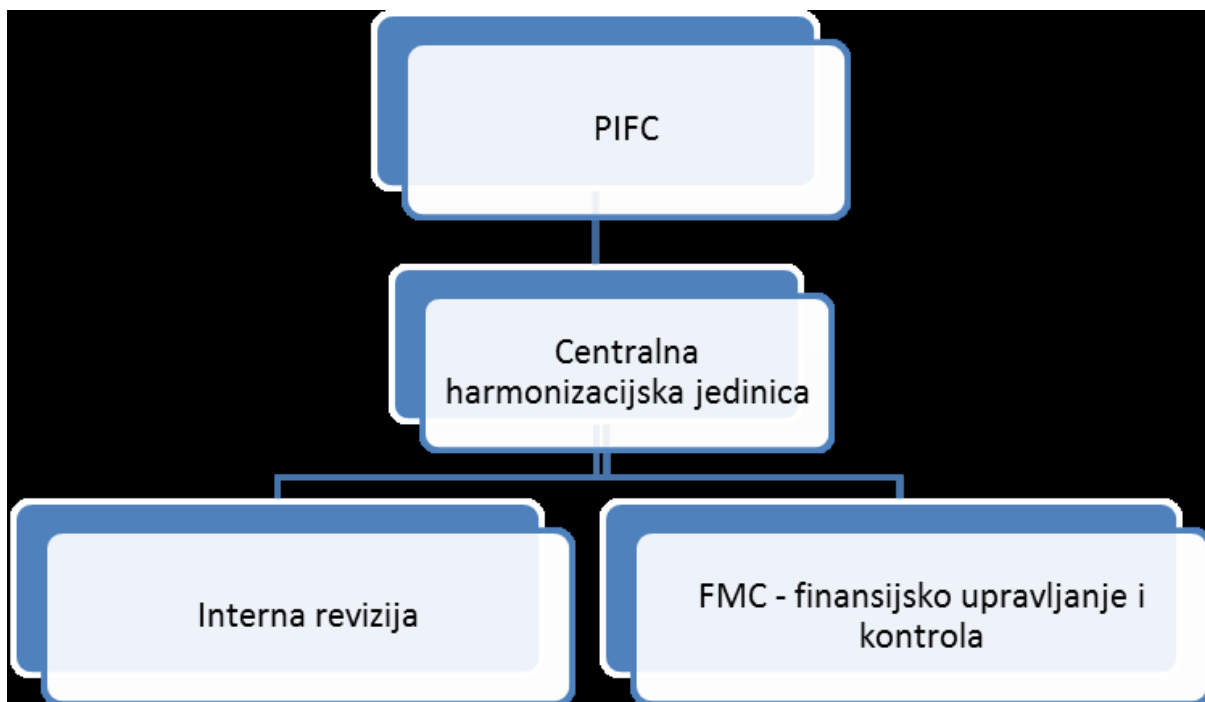 PIFC
Centralna
harmonizacijska jedinica
Interna revizija
FMC - finansijsko upravljanje i
kontrola